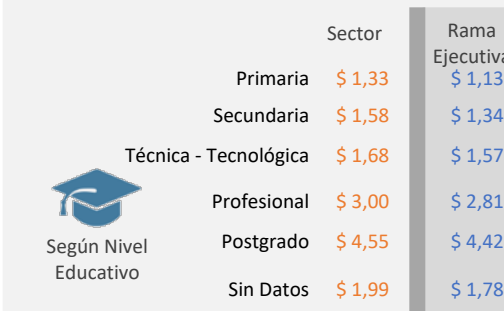 Sector Rama
Ejecutiva
Primaria $ 1,33 $ 1,13
Secundaria $ 1,58 $ 1,34
Técnica - Tecnológica $ 1,68 $ 1,57
Profesional $ 3,00 $ 2,81
Según Nivel
Educativo
Postgrado $ 4,55 $ 4,42
Sin Datos $ 1,99 $ 1,78